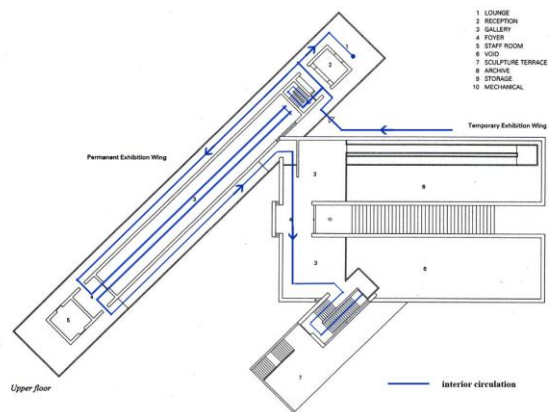 1 LOUNGE
2 RECEPTION
3 GALLERY
4 FOYER
5 STAFF ROOM
6 VOID
7 SCULPTURE TERRACE
8 ARCHIVE
9 STORAGE
10 MECHANICAL
1
2
Temporary Exhibition Wing
Permanent Exhibition Wing
3
3
6
4
3
6
4
5
7
Upper floor
interior circulation